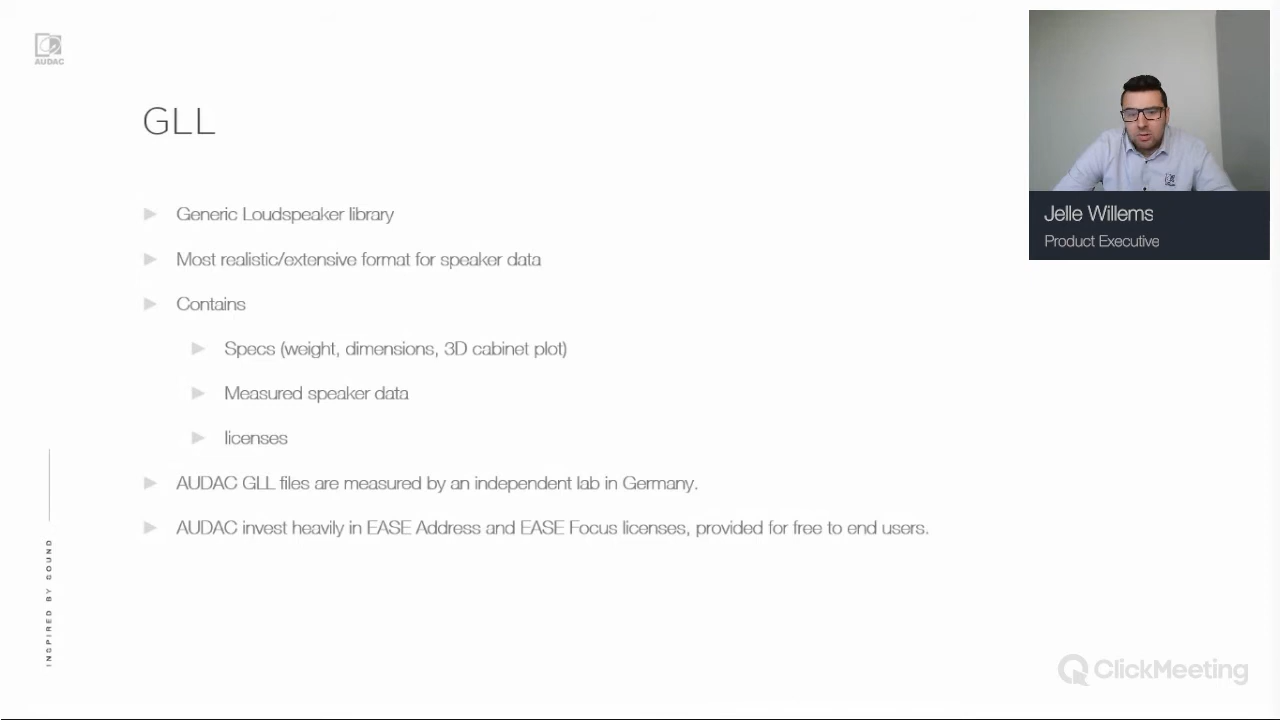 AUDAC
GLL
Generic Loudspeaker library
Most realistic/extensive format for speaker data
Contains
Specs (weight, dimensions, 3D cabinet plot)
Measured speaker data
licenses
AUDAC GLL files are measured by an independent lab in Germany.
AUDAC invest heavily in EASE Address and EASE Focus licenses, provided for free to end users.
INSPIRED BY SOUND
Jelle Willems
Product Executive
ClickMeeting